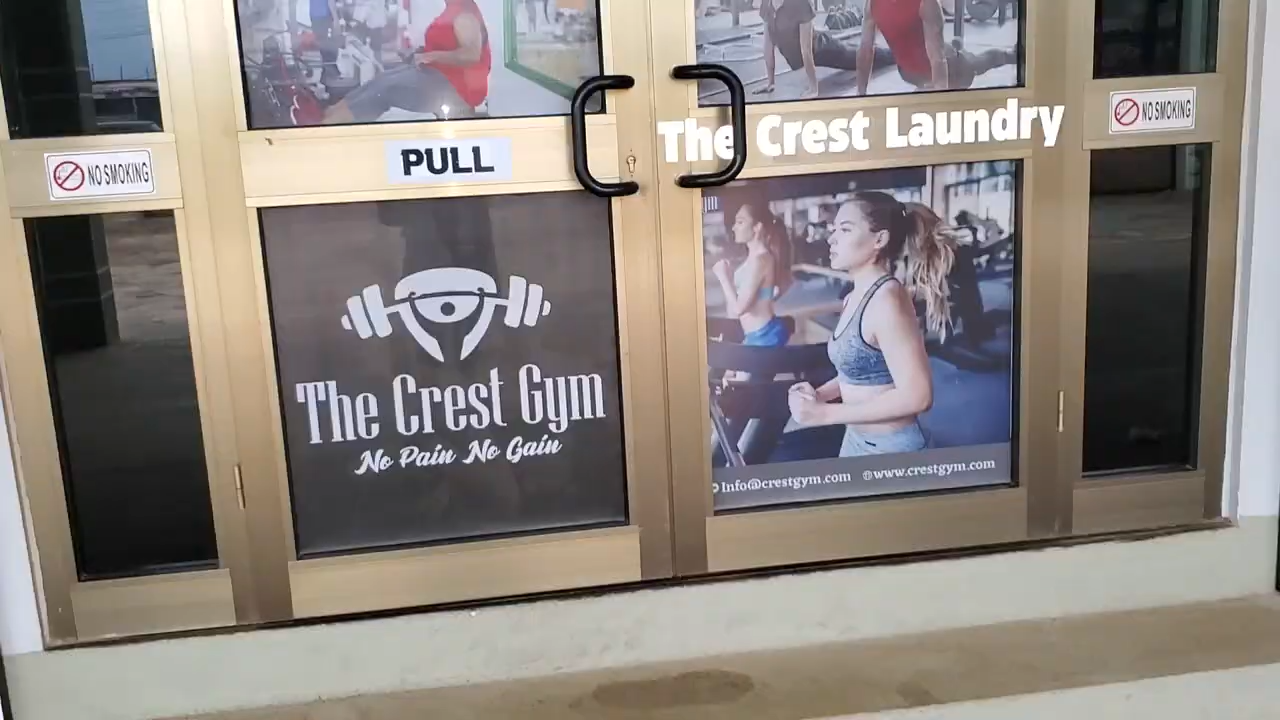 The Crest Laundry
NO SMOKING
PULL
NO SMOKING
The Crest Gym
No Pain No Gain
Info@crestgym.com www.crestgym.com